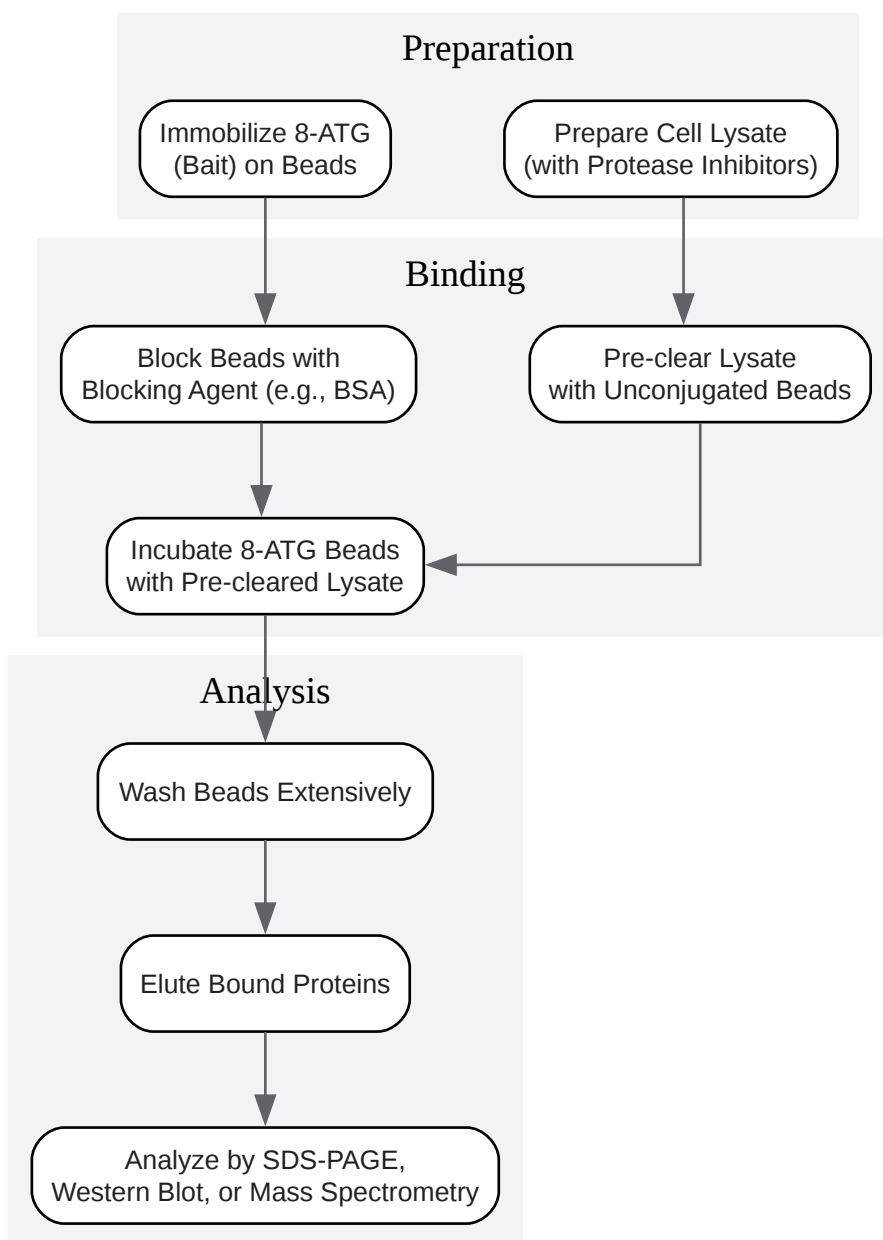 Preparation
Immobilize 8-ATG
(Bait) on Beads
Prepare Cell Lysate
(with Protease Inhibitors)
Binding
Block Beads with
Blocking Agent (e.g., BSA)
Pre-clear Lysate
with Unconjugated Beads
Incubate 8-ATG Beads
with Pre-cleared Lysate
Analysis
Wash Beads Extensively
Elute Bound Proteins
Analyze by SDS-PAGE,
Western Blot, or Mass Spectrometry